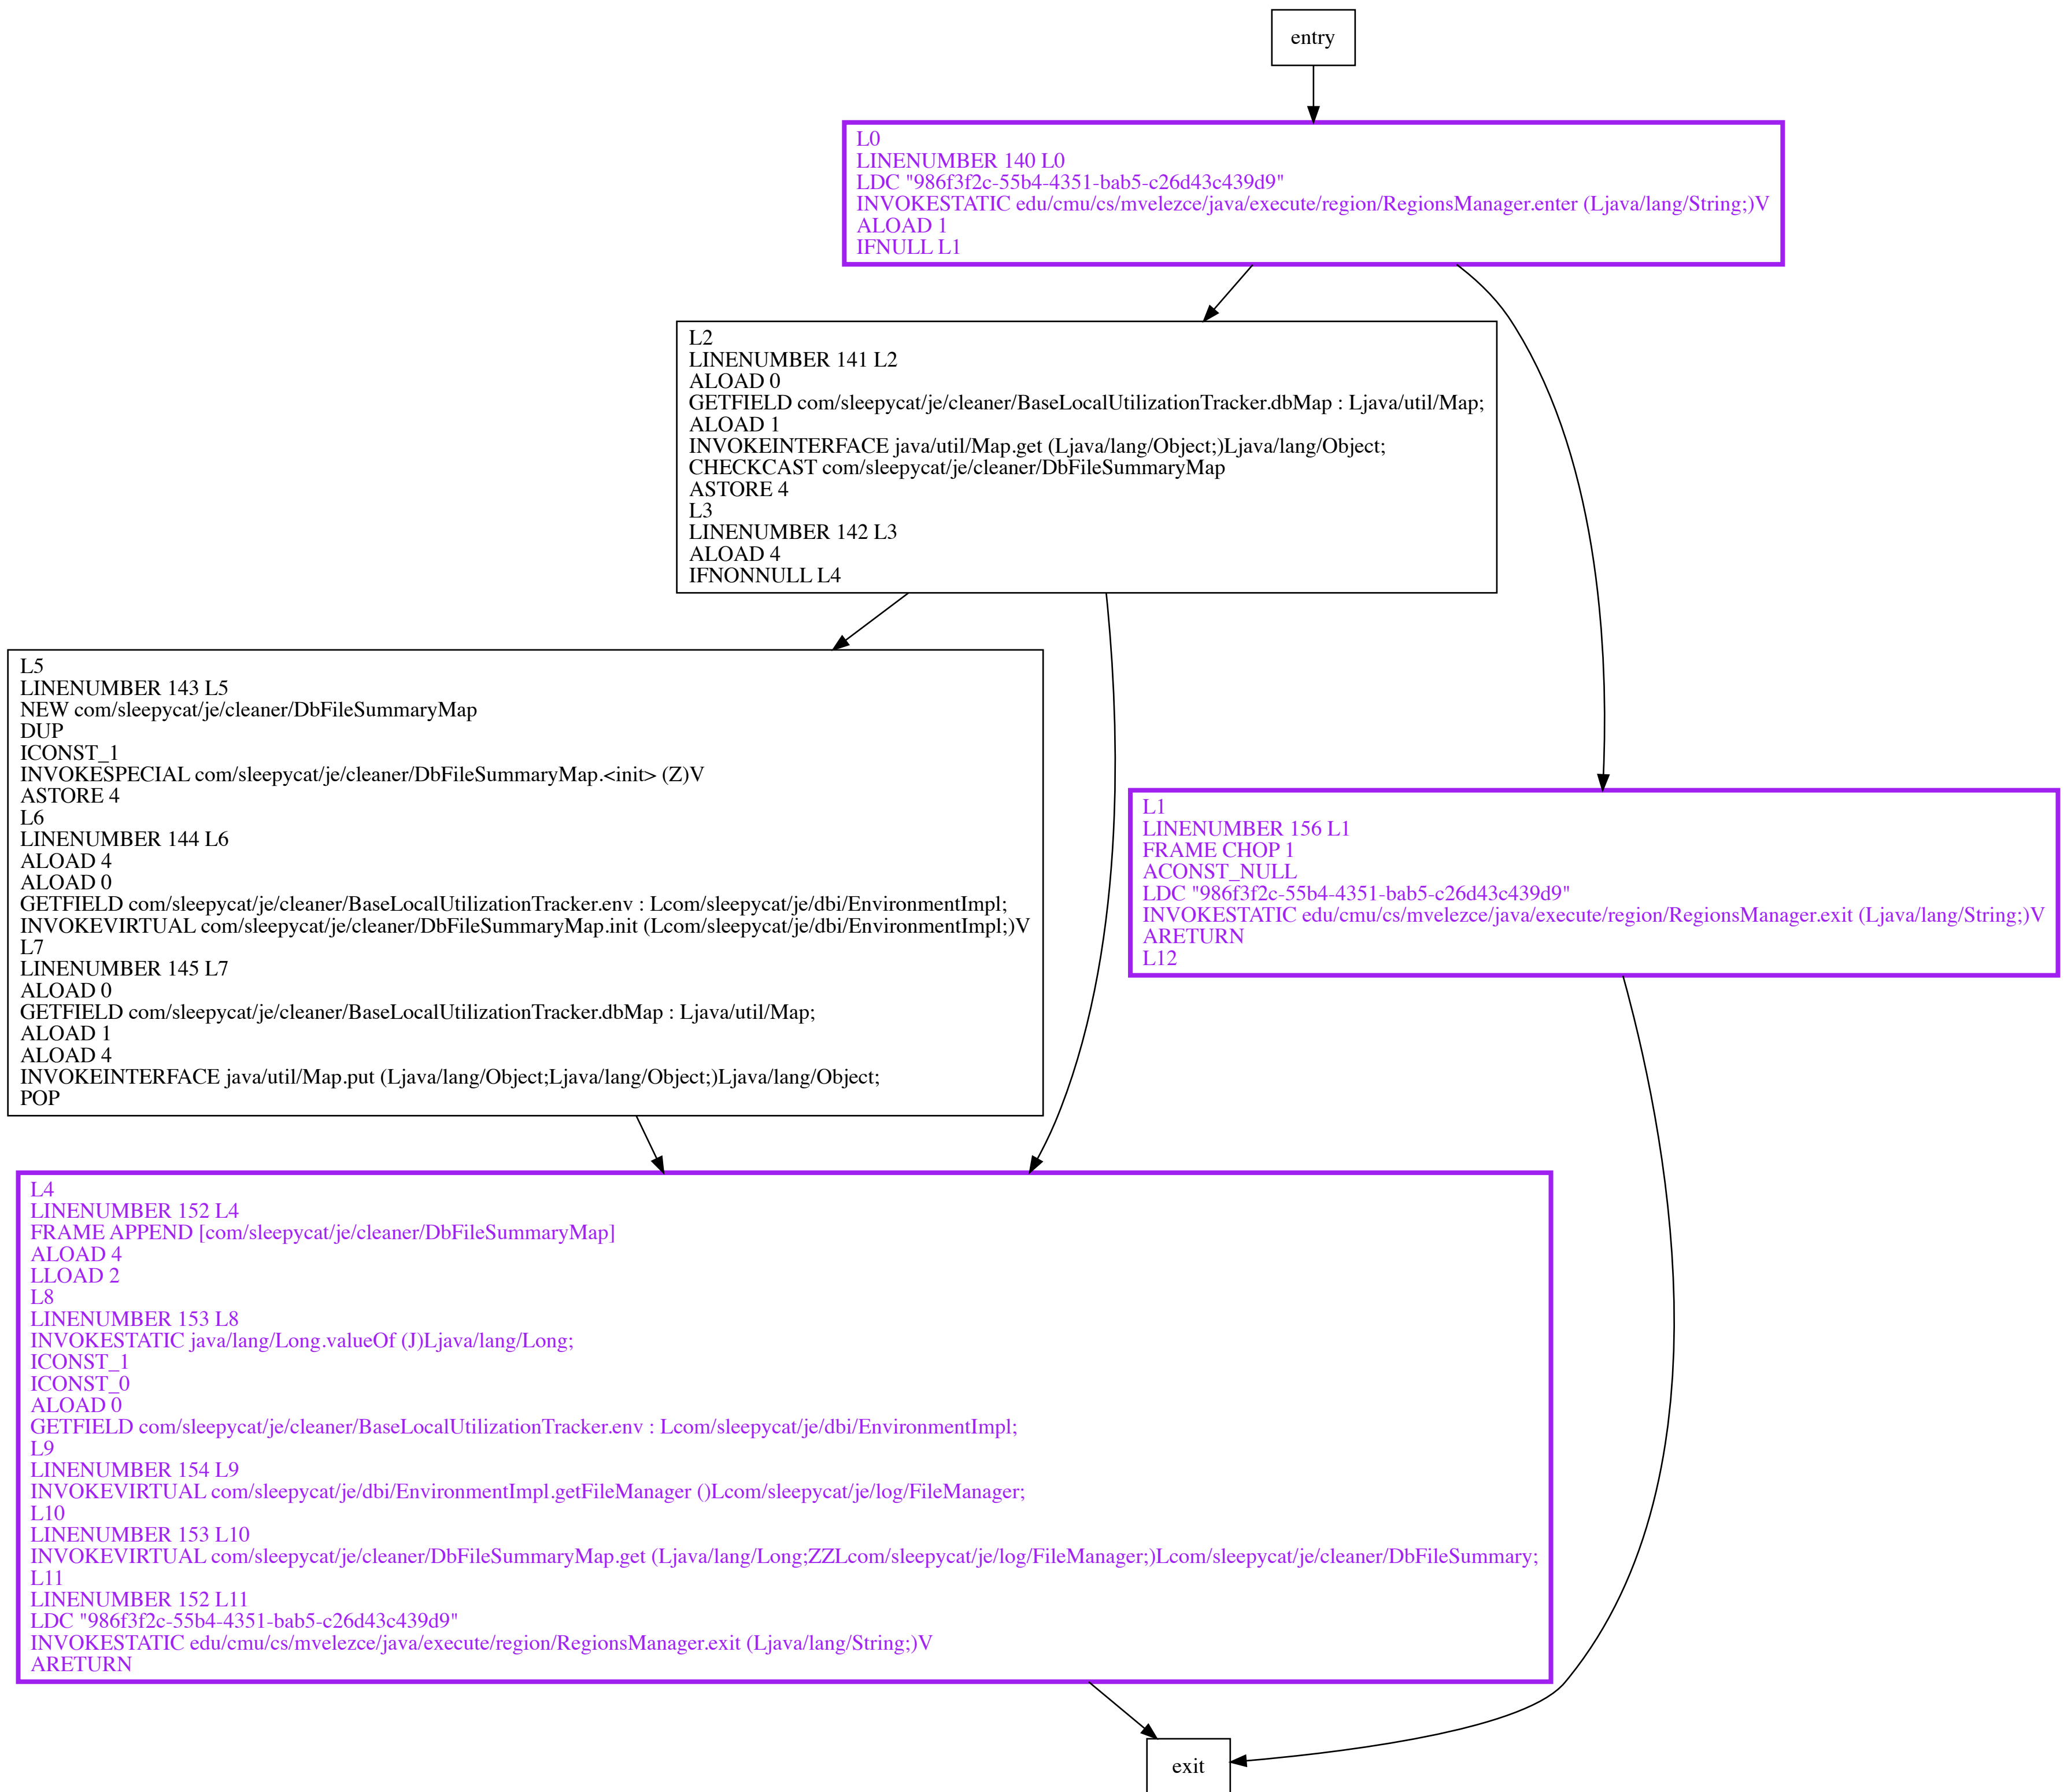 entry
L0
LINENUMBER 140 L0
LDC "986f3f2c-55b4-4351-bab5-c26d43c439d9"
INVOKESTATIC edu/cmu/cs/mvelezce/java/execute/region/RegionsManager.enter (Ljava/lang/String;)V
ALOAD 1
IFNULL L1
L2
LINENUMBER 141 L2
ALOAD 0
GETFIELD com/sleepycat/je/cleaner/BaseLocalUtilizationTracker.dbMap : Ljava/util/Map;
ALOAD 1
INVOKEINTERFACE java/util/Map.get (Ljava/lang/Object;)Ljava/lang/Object;
CHECKCAST com/sleepycat/je/cleaner/DbFileSummaryMap
ASTORE 4
L3
LINENUMBER 142 L3
ALOAD 4
IFNONNULL L4
L5
LINENUMBER 143 L5
NEW com/sleepycat/je/cleaner/DbFileSummaryMap
DUP
ICONST_1
INVOKESPECIAL com/sleepycat/je/cleaner/DbFileSummaryMap.<init> (Z)V
ASTORE 4
L6
LINENUMBER 144 L6
ALOAD 4
ALOAD 0
GETFIELD com/sleepycat/je/cleaner/BaseLocalUtilizationTracker.env : Lcom/sleepycat/je/dbi/EnvironmentImpl;
INVOKEVIRTUAL com/sleepycat/je/cleaner/DbFileSummaryMap.init (Lcom/sleepycat/je/dbi/EnvironmentImpl;)V
L7
LINENUMBER 145 L7
ALOAD 0
GETFIELD com/sleepycat/je/cleaner/BaseLocalUtilizationTracker.dbMap : Ljava/util/Map;
ALOAD 1
ALOAD 4
INVOKEINTERFACE java/util/Map.put (Ljava/lang/Object;Ljava/lang/Object;)Ljava/lang/Object;
POP
L1
LINENUMBER 156 L1
FRAME CHOP 1
ACONST_NULL
LDC "986f3f2c-55b4-4351-bab5-c26d43c439d9"
INVOKESTATIC edu/cmu/cs/mvelezce/java/execute/region/RegionsManager.exit (Ljava/lang/String;)V
ARETURN
L12
L4
LINENUMBER 152 L4
FRAME APPEND [com/sleepycat/je/cleaner/DbFileSummaryMap]
ALOAD 4
LLOAD 2
L8
LINENUMBER 153 L8
INVOKESTATIC java/lang/Long.valueOf (J)Ljava/lang/Long;
ICONST_1
ICONST_0
ALOAD 0
GETFIELD com/sleepycat/je/cleaner/BaseLocalUtilizationTracker.env : Lcom/sleepycat/je/dbi/EnvironmentImpl;
L9
LINENUMBER 154 L9
INVOKEVIRTUAL com/sleepycat/je/dbi/EnvironmentImpl.getFileManager ()Lcom/sleepycat/je/log/FileManager;
L10
LINENUMBER 153 L10
INVOKEVIRTUAL com/sleepycat/je/cleaner/DbFileSummaryMap.get (Ljava/lang/Long;ZZLcom/sleepycat/je/log/FileManager;)Lcom/sleepycat/je/cleaner/DbFileSummary;
L11
LINENUMBER 152 L11
LDC "986f3f2c-55b4-4351-bab5-c26d43c439d9"
INVOKESTATIC edu/cmu/cs/mvelezce/java/execute/region/RegionsManager.exit (Ljava/lang/String;)V
ARETURN
exit